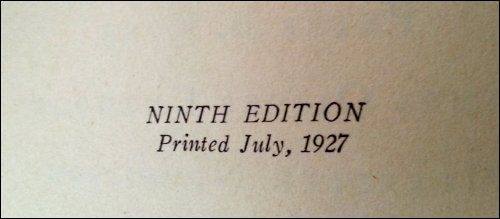 NINTH EDITION
Printed July, 1927